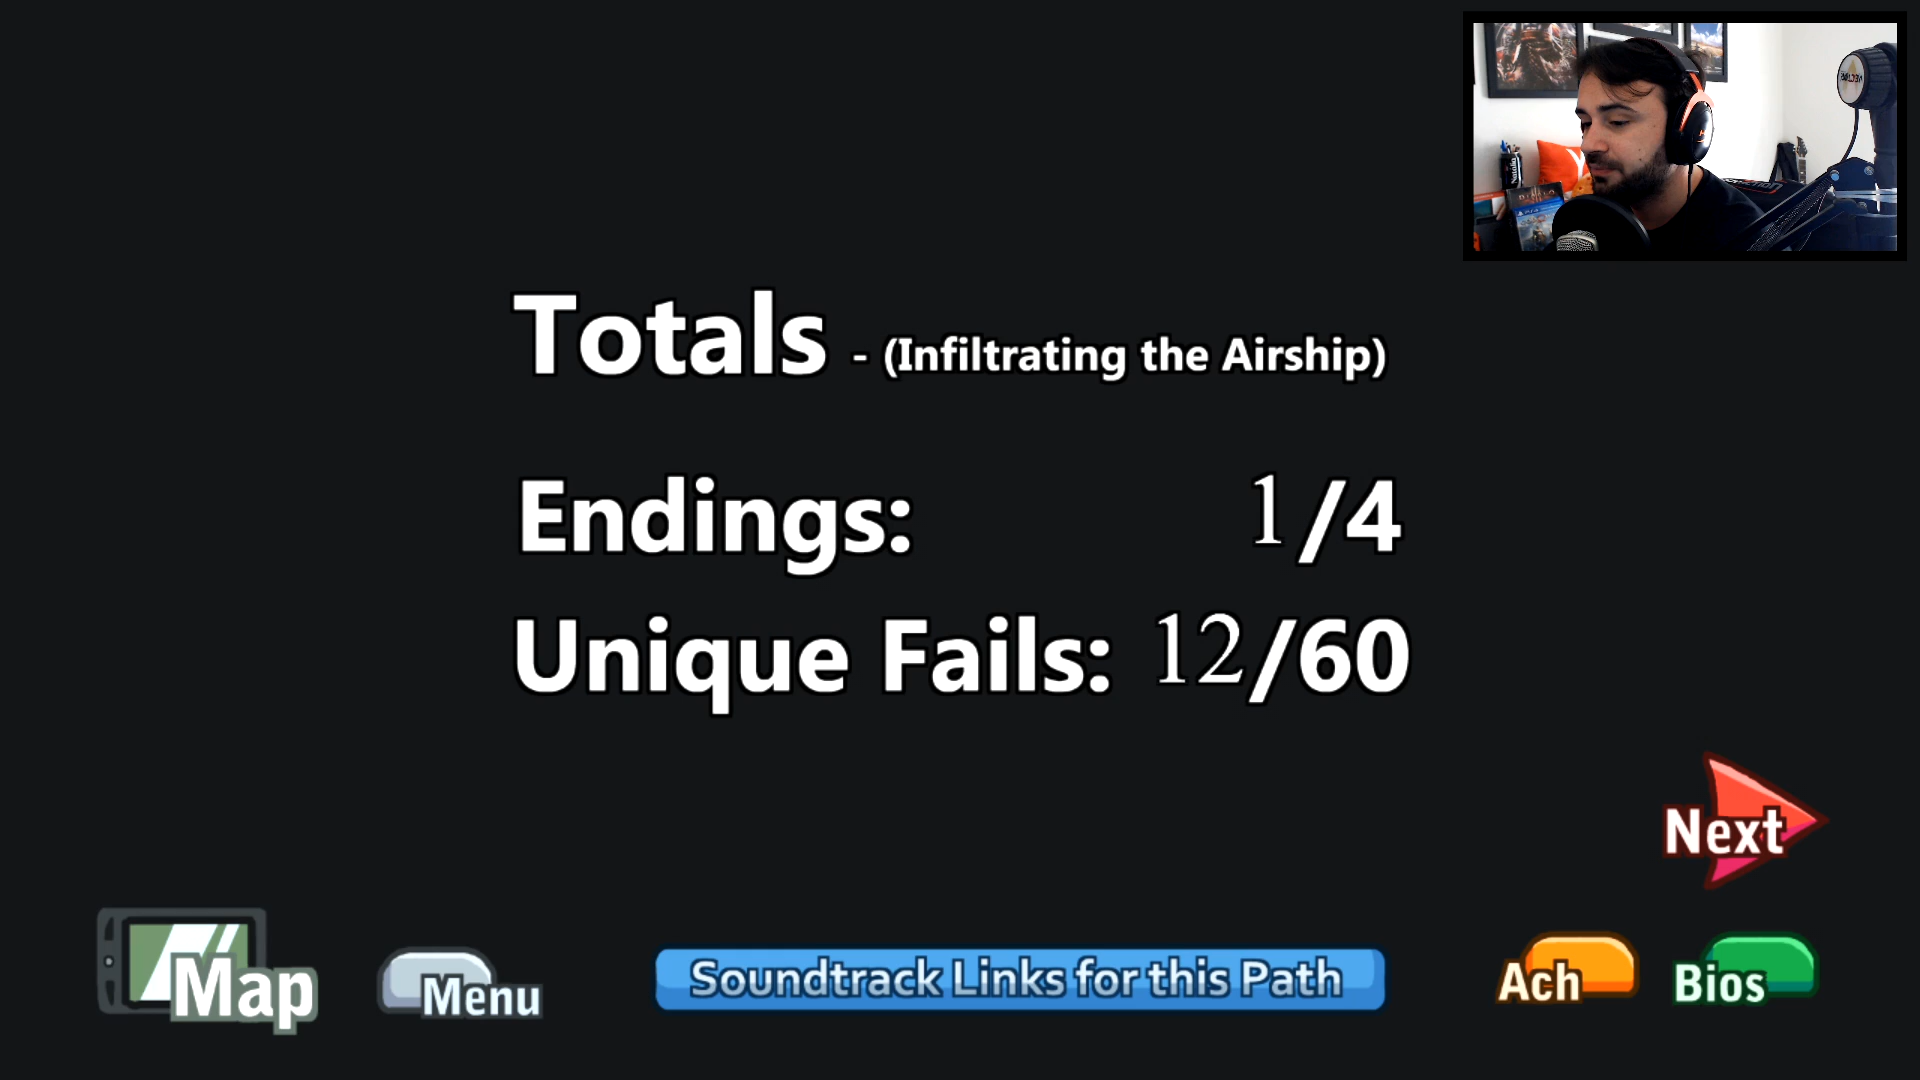 Totals - (Infiltrating the Airship)
Endings: 1/4
Unique Fails: 12/60
Next
Map
Menu
Soundtrack Links for this Path
Ach
Bios